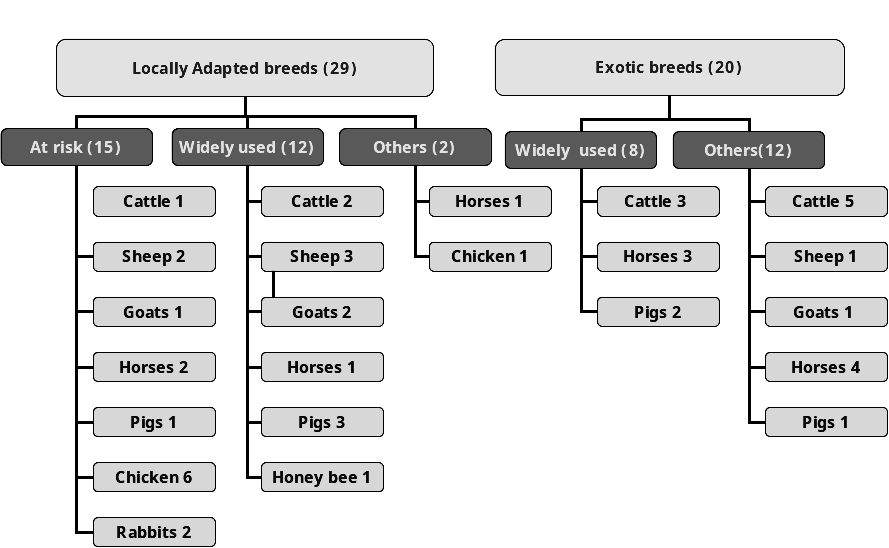 Locally Adapted breeds (29)
Exotic breeds (20)
At risk (15)
Widely used (12)
Others (2)
Widely  used (8)
Others(12)
Cattle 1
Sheep 2
Goats 1
Horses 2
Pigs 1
Chicken 6
Rabbits 2
Cattle 2
Sheep 3
Goats 2
Horses 1
Pigs 3
Honey bee 1
Horses 1
Chicken 1
Cattle 3
Horses 3
Pigs 2
Cattle 5
Sheep 1
Goats 1
Horses 4
Pigs 1